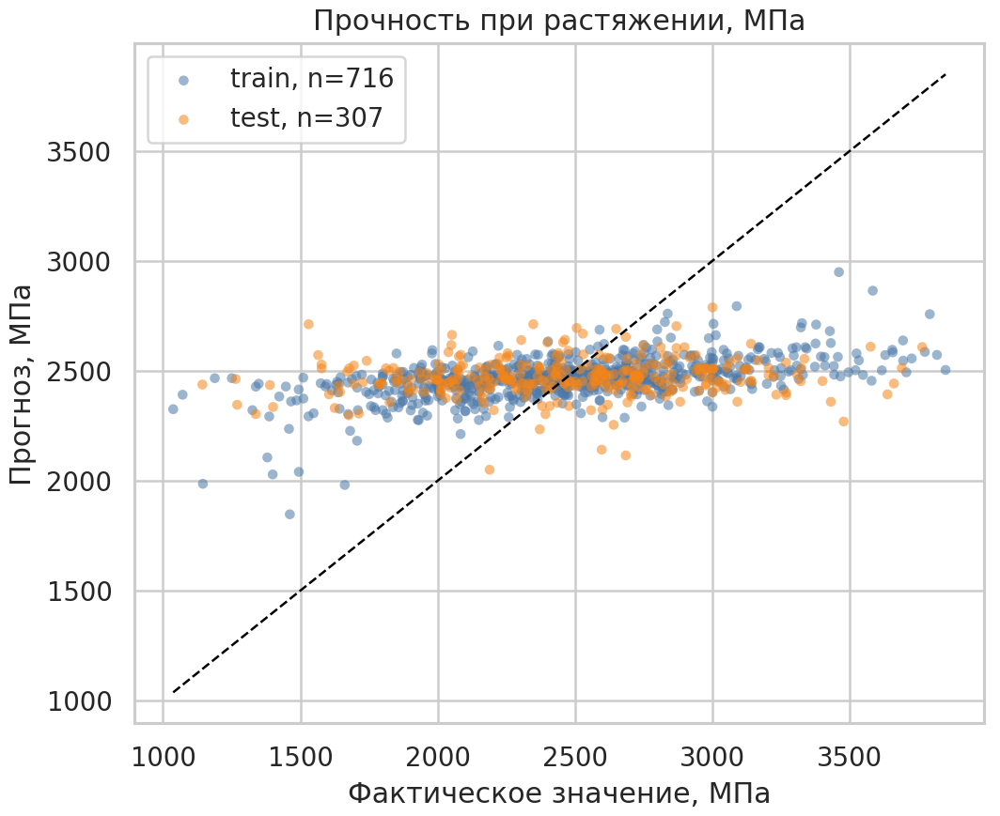 Прочность при растяжении, МПа
train, n=716
test, n=307
Прогноз, МПа
3500
3000
2500
2000
1500
1000
1000 1500 2000 2500 3000 3500
Фактическое значение, МПа